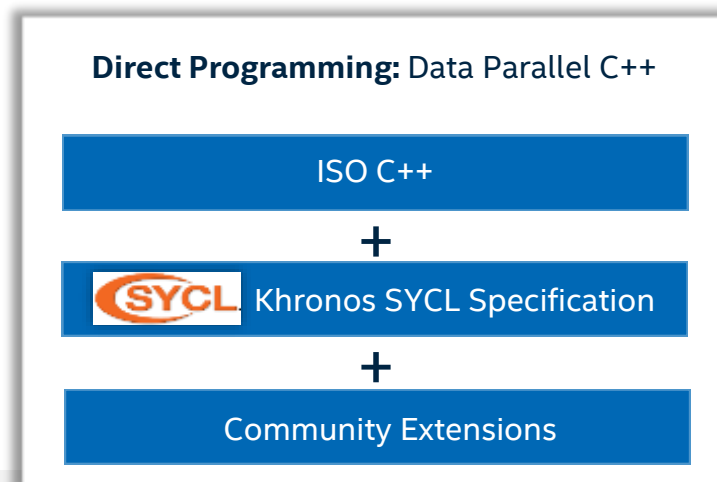 Direct Programming: Data Parallel C++
ISO C++
+
SYCL Khronos SYCL Specification
+
Community Extensions